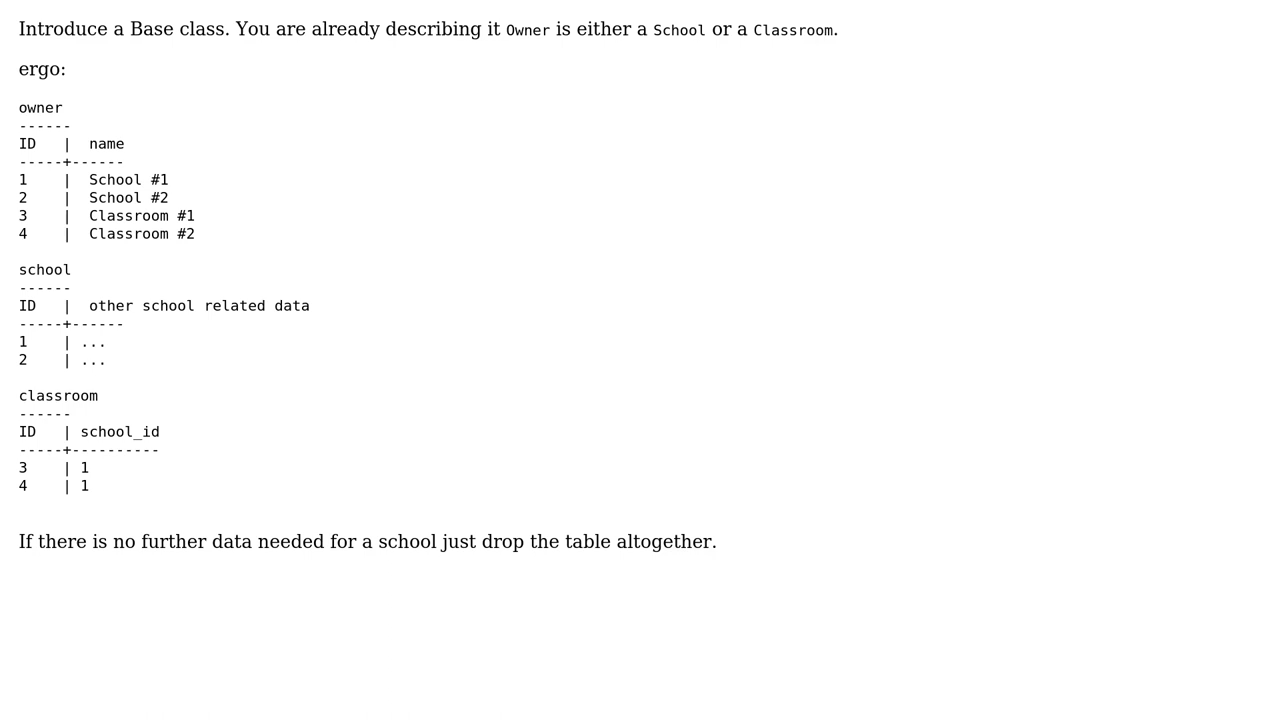 Introduce a Base class. You are already describing it Owner is either a School or a Classroom.
ergo:
owner
------
ID   |  name
-----+------
1    |  School #1
2    |  School #2
3    |  Classroom #1
4    |  Classroom #2
school
------
ID   |  other school related data
-----+------
1    | ...
2    | ...
classroom
------
ID   | school_id
-----+----------
3    | 1
4    | 1
If there is no further data needed for a school just drop the table altogether.